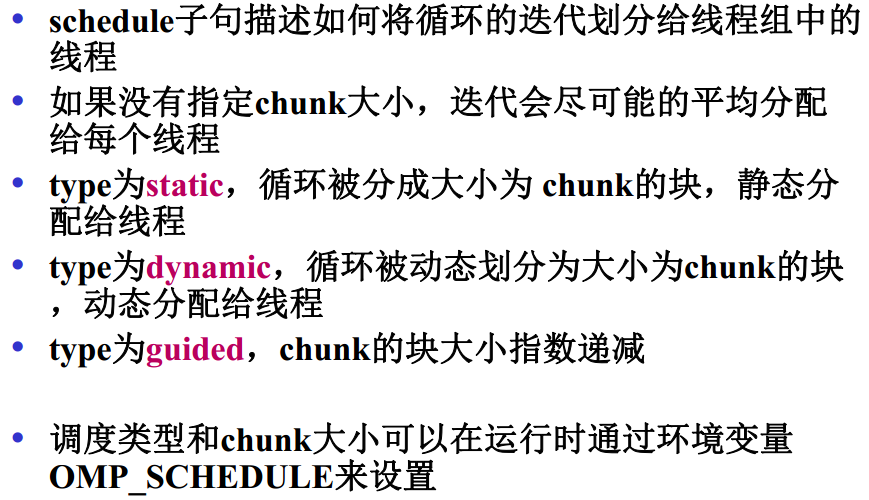 • schedule子句描述如何将循环的迭代划分给线程组中的
线程
• 如果没有指定chunk大小，迭代会尽可能的平均分配
给每个线程
• type为static，循环被分成大小为 chunk的块，静态分
配给线程
• type为dynamic，循环被动态划分为大小为chunk的块
，动态分配给线程
• type为guided，chunk的块大小指数递减
• 调度类型和chunk大小可以在运行时通过环境变量
OMP_SCHEDULE来设置